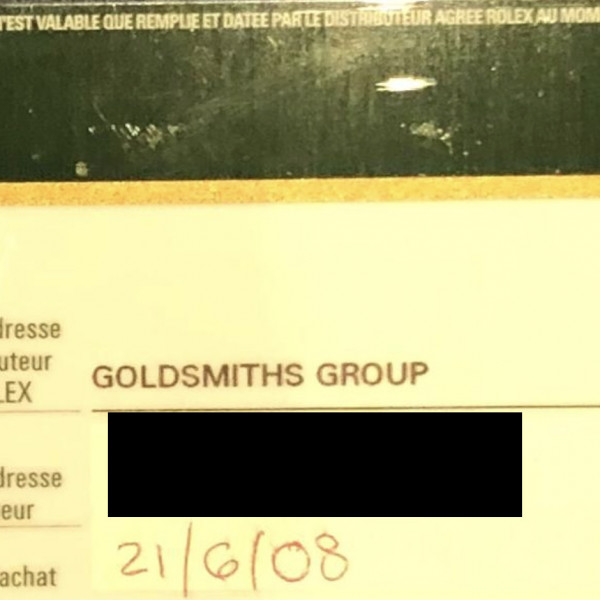 'EST VALABLE QUE REMPLIE ET DATEE PAR LE DISTRIBUTEUR AGREE ROLEX AU MOM
dresse
uteur
LEX
GOLDSMITHS GROUP
dresse
eur
achat
21/6/08